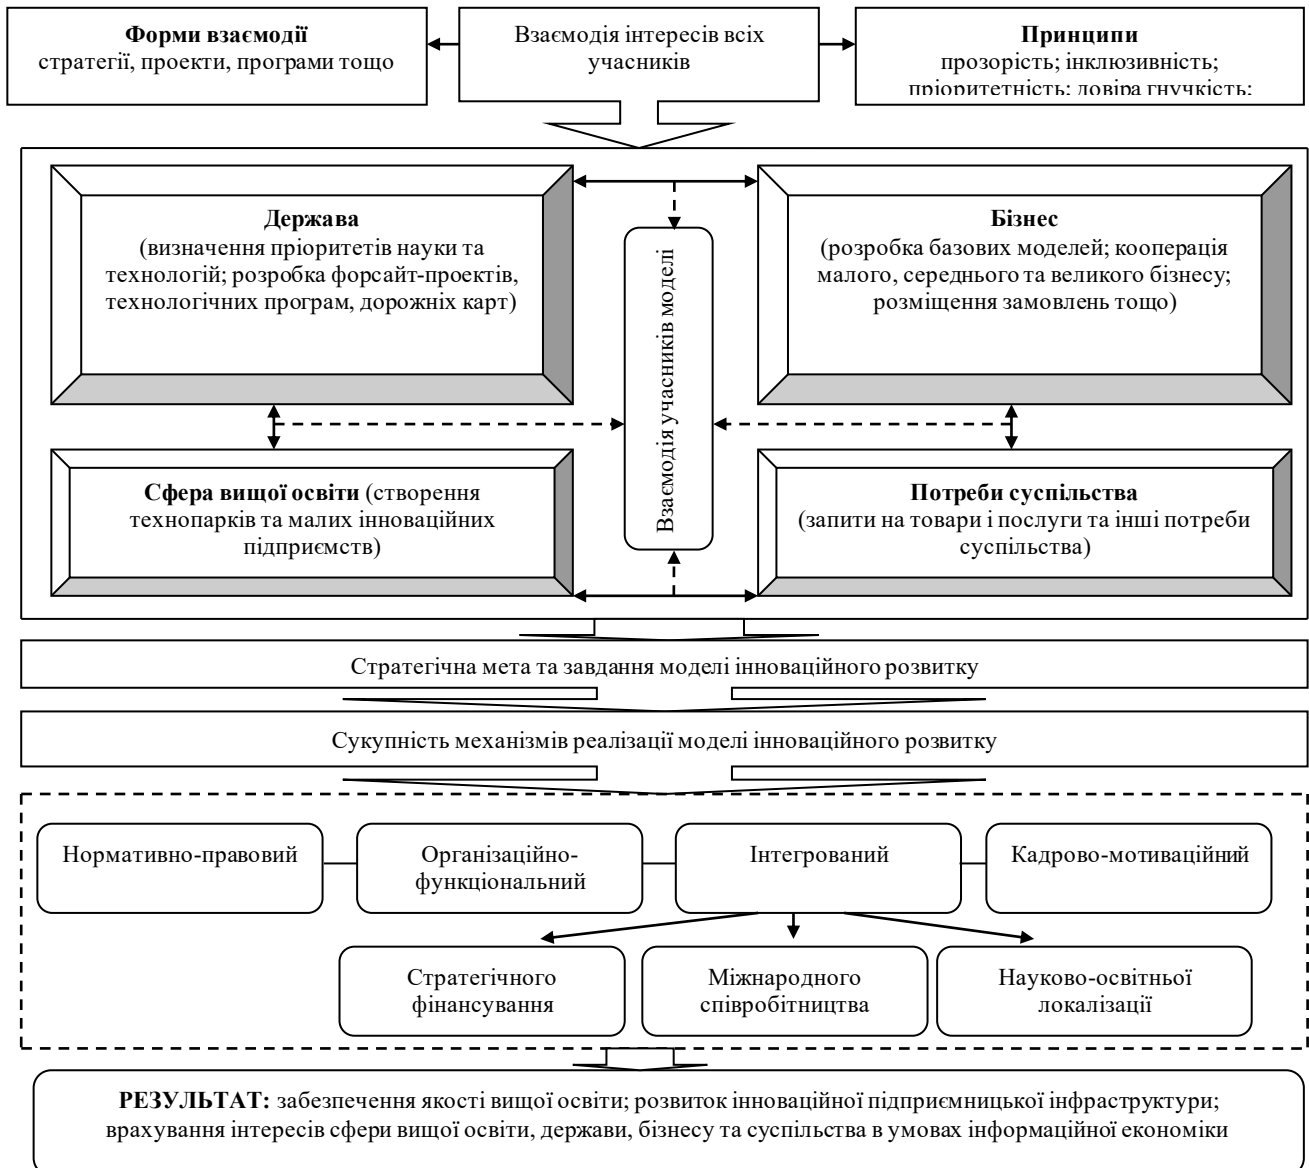 Форми взаємодії
стратегії, проекти, програми тощо
Взаємодія інтересів всіх
учасників
Принципи
прозорість; інклюзивність;
пріоритетність; довіра гнучкість;
Держава
(визначення пріоритетів науки та
технологій; розробка форсайт-проектів,
технологічних програм, дорожніх карт)
Взаємодія учасників моделі
Бізнес
(розробка базових моделей; кооперація
малого, середнього та великого бізнесу;
розміщення замовлень тощо)
Сфера вищої освіти (створення
технопарків та малих інноваційних
підприємств)
Потреби суспільства
(запити на товари і послуги та інші потреби
суспільства)
Стратегічна мета та завдання моделі інноваційного розвитку
Сукупність механізмів реалізації моделі інноваційного розвитку
Нормативно-правовий
Організаційно-
функціональний
Інтегрований
Кадрово-мотиваційний
Стратегічного
фінансування
Міжнародного
співробітництва
Науково-освітньої
локалізації
РЕЗУЛЬТАТ: забезпечення якості вищої освіти; розвиток інноваційної підприємницької інфраструктури;
врахування інтересів сфери вищої освіти, держави, бізнесу та суспільства в умовах інформаційної економіки